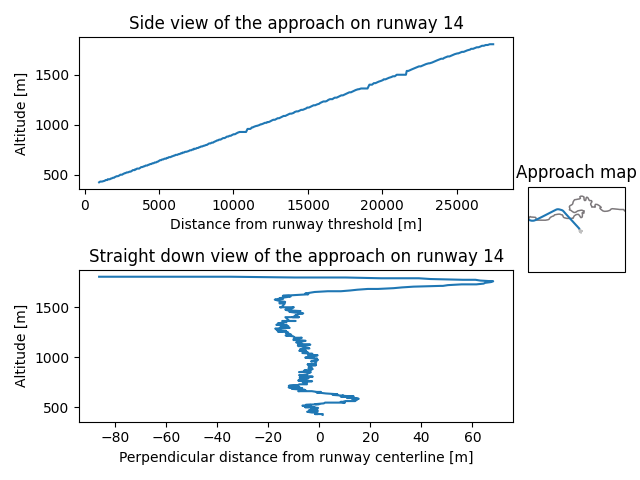 Side view of the approach on runway 14
Altitude [m]
1500
1000
500
0
5000
10000
15000
20000
25000
Distance from runway threshold [m]
Approach map
Straight down view of the approach on runway 14
Altitude [m]
1500
1000
500
−80
−60
−40
−20
0
20
40
60
Perpendicular distance from runway centerline [m]